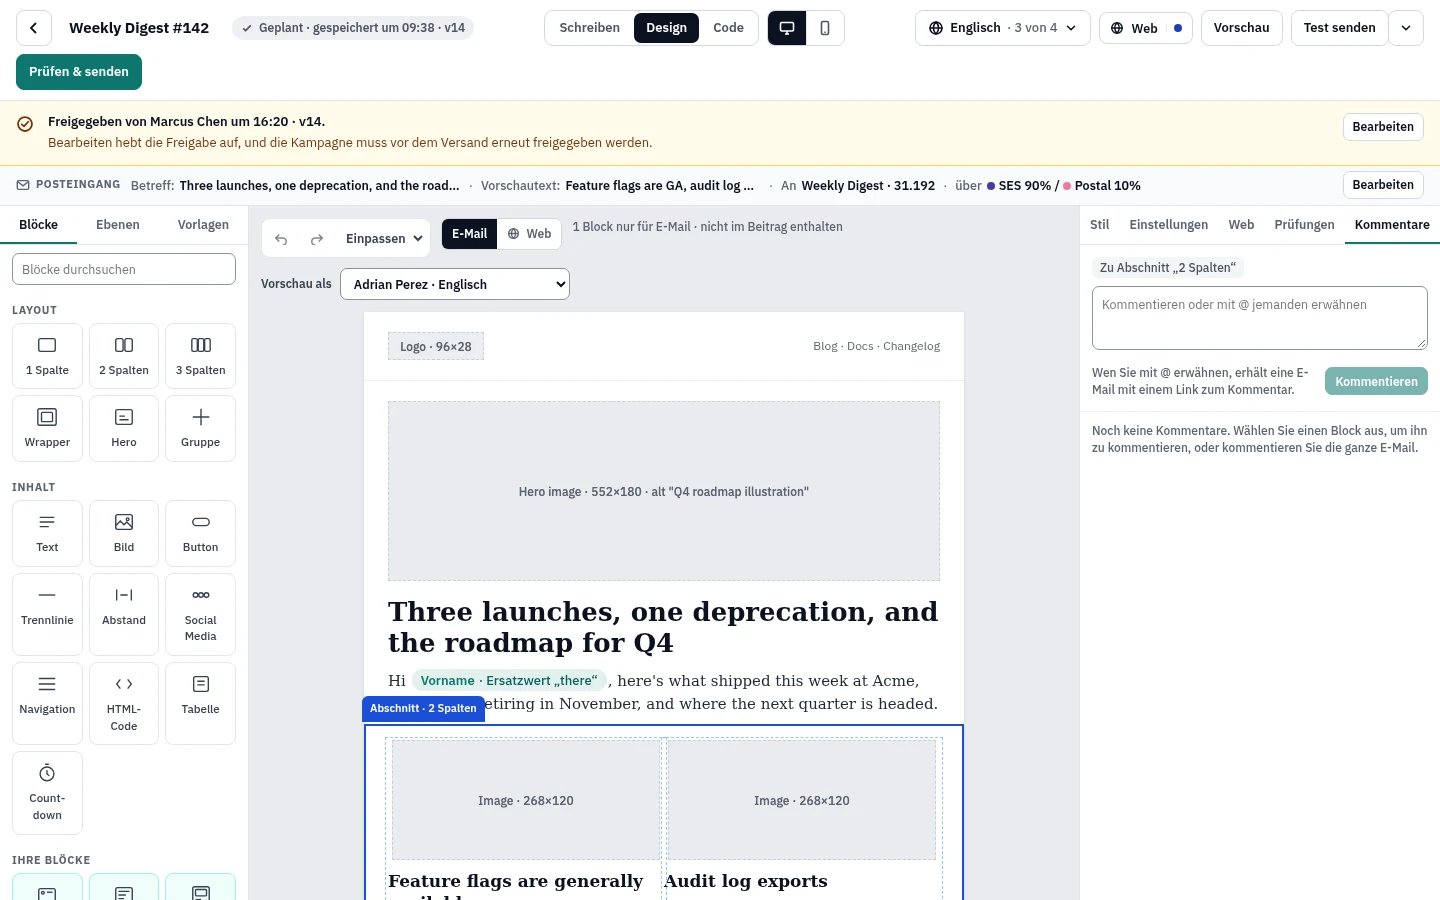 Weekly Digest #142
Geplant · gespeichert um 09:38 · v14
Schreiben
Design
Code
Englisch · 3 von 4
Web
Vorschau
Test senden
Prüfen & senden
Freigegeben von Marcus Chen um 16:20 · v14.
Bearbeiten hebt die Freigabe auf, und die Kampagne muss vor dem Versand erneut freigegeben werden.
Bearbeiten
POSTEINGANG
Betreff: Three launches, one deprecation, and the road…
· Vorschautext: Feature flags are GA, audit log …
· An Weekly Digest · 31.192
· über SES 90% / Postal 10%
Bearbeiten
Blöcke
Ebenen
Vorlagen
Blöcke durchsuchen
LAYOUT
1 Spalte
2 Spalten
3 Spalten
Wrapper
Hero
Gruppe
INHALT
Text
Bild
Button
Trennlinie
Abstand
Social
Media
Navigation
HTML-
Code
Tabelle
Count-
down
IHRE BLÖCKE
Einpassen
E-Mail
Web
1 Block nur für E-Mail · nicht im Beitrag enthalten
Vorschau als
Adrian Perez · Englisch
Logo · 96×28
Blog · Docs · Changelog
Hero image · 552×180 · alt "Q4 roadmap illustration"
Three launches, one deprecation, and
the roadmap for Q4
Hi Vorname · Ersatzwert „there“ , here's what shipped this week at Acme,
etiring in November, and where the next quarter is headed.
Abschnitt · 2 Spalten
Image · 268×120
Image · 268×120
Feature flags are generally
Audit log exports
Stil
Einstellungen
Web
Prüfungen
Kommentare
Zu Abschnitt „2 Spalten“
Kommentieren oder mit @ jemanden erwähnen
Wen Sie mit @ erwähnen, erhält eine E-
Mail mit einem Link zum Kommentar.
Kommentieren
Noch keine Kommentare. Wählen Sie einen Block aus, um ihn
zu kommentieren, oder kommentieren Sie die ganze E-Mail.